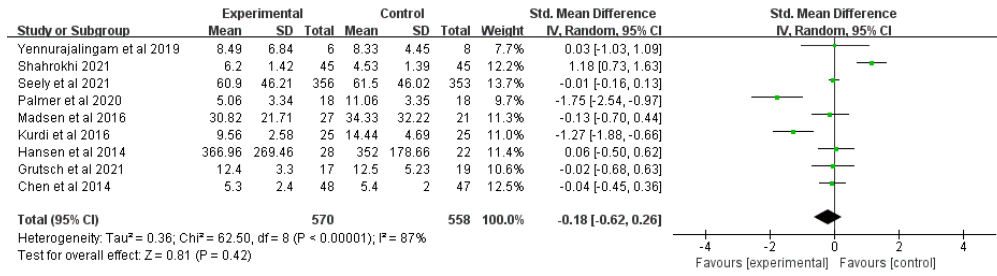 Experimental Control Std. Mean Difference Std. Mean Difference
Study or Subgroup Mean SD Total Mean SD Total Weight IV, Random, 95% CI IV, Random, 95% CI
Yennurajalingam et al 2019 8.49 6.84 6 8.33 4.45 8 7.7% 0.03 [-1.03, 1.09]
Shahrokhi 2021 6.2 1.42 45 4.53 1.39 45 12.2% 1.18 [0.73, 1.63]
Seely et al 2021 60.9 46.21 356 61.5 46.02 353 13.7% -0.01 [-0.16, 0.13]
Palmer et al 2020 5.06 3.34 18 11.06 3.35 18 9.7% -1.75 [-2.54, -0.97]
Madsen et al 2016 30.82 21.71 27 34.33 32.22 21 11.3% -0.13 [-0.70, 0.44]
Kurdi et al 2016 9.56 2.58 25 14.44 4.69 25 11.0% -1.27 [-1.88, -0.66]
Hansen et al 2014 366.96 269.46 28 352 178.66 22 11.4% 0.06 [-0.50, 0.62]
Grutsch et al 2021 12.4 3.3 17 12.5 5.23 19 10.6% -0.02 [-0.68, 0.63]
Chen et al 2014 5.3 2.4 48 5.4 2 47 12.5% -0.04 [-0.45, 0.36]
Total (95% CI) 570 558 100.0% -0.18 [-0.62, 0.26]
Heterogeneity: Tau² = 0.36; Chi² = 62.50, df = 8 (P < 0.00001); I² = 87%
Test for overall effect: Z = 0.81 (P = 0.42)
-4 -2 0 2 4
Favours [experimental] Favours [control]